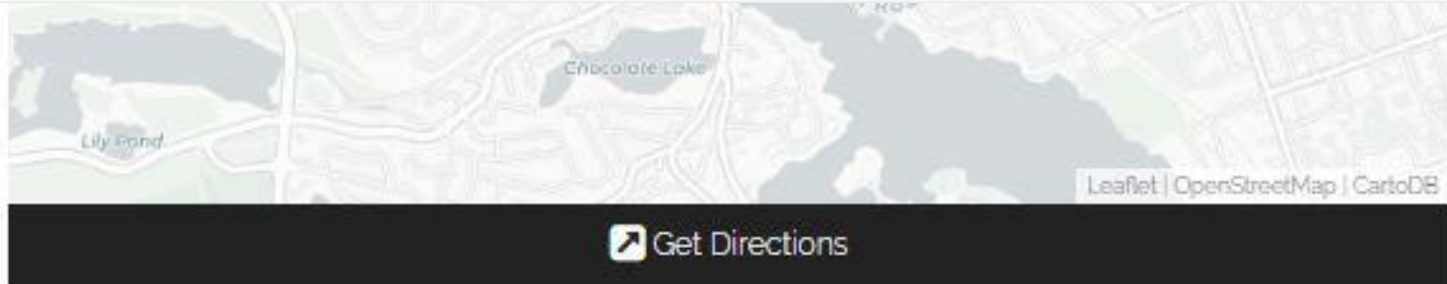 Chocolate Lake
Lily Pond
Leaflet | OpenStreetMap | CartoDB
Get Directions